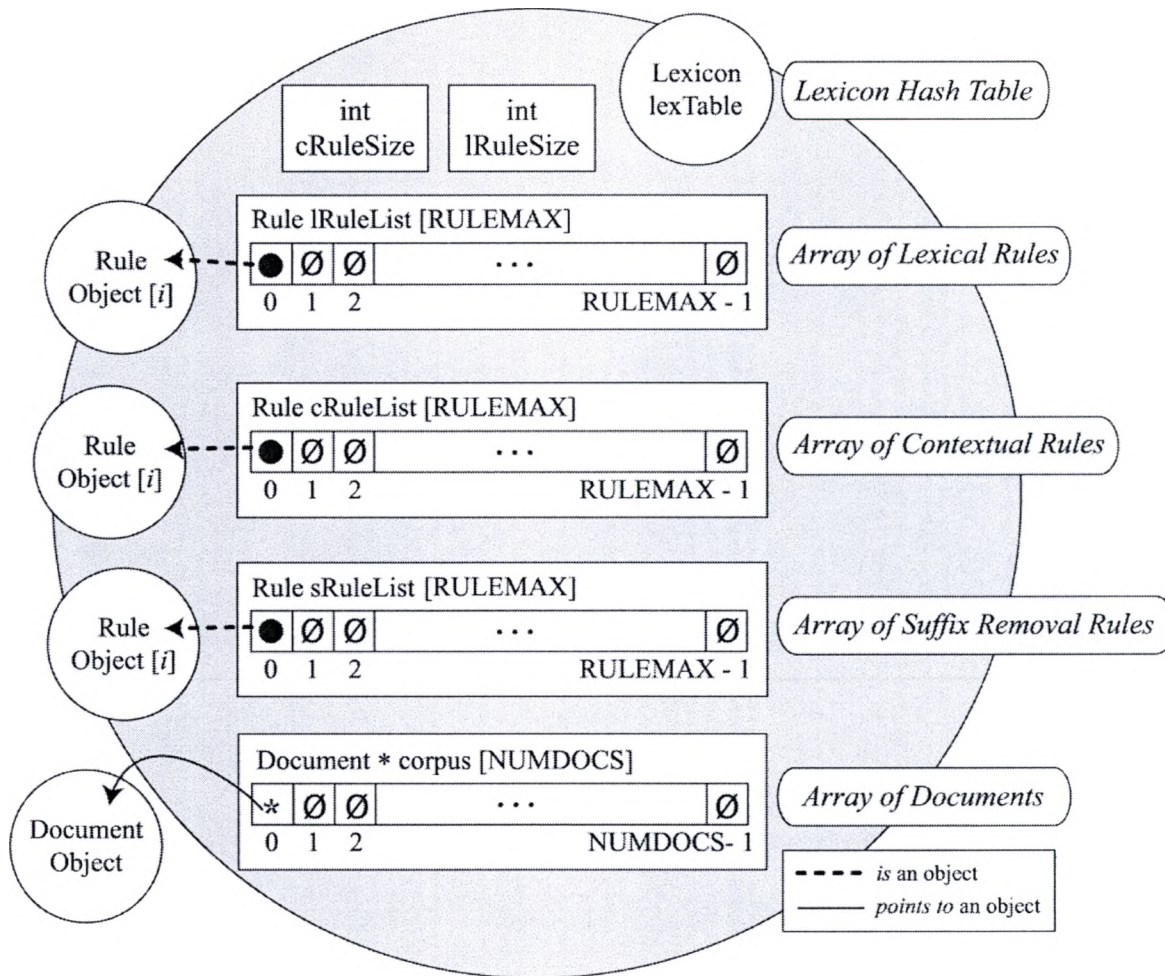 Lexicon
lexTable
Lexicon Hash Table
int
cRuleSize
int
lRuleSize
Rule lRuleList [RULEMAX]
Ø Ø ... Ø
0 1 2 RULEMAX - 1
Rule
Object [i]
Array of Lexical Rules
Rule cRuleList [RULEMAX]
Ø Ø ... Ø
0 1 2 RULEMAX - 1
Rule
Object [i]
Array of Contextual Rules
Rule sRuleList [RULEMAX]
Ø Ø ... Ø
0 1 2 RULEMAX - 1
Rule
Object [i]
Array of Suffix Removal Rules
Document * corpus [NUMDOCS]
* Ø Ø ... Ø
0 1 2 NUMDOCS- 1
Document
Object
Array of Documents
is an object
points to an object